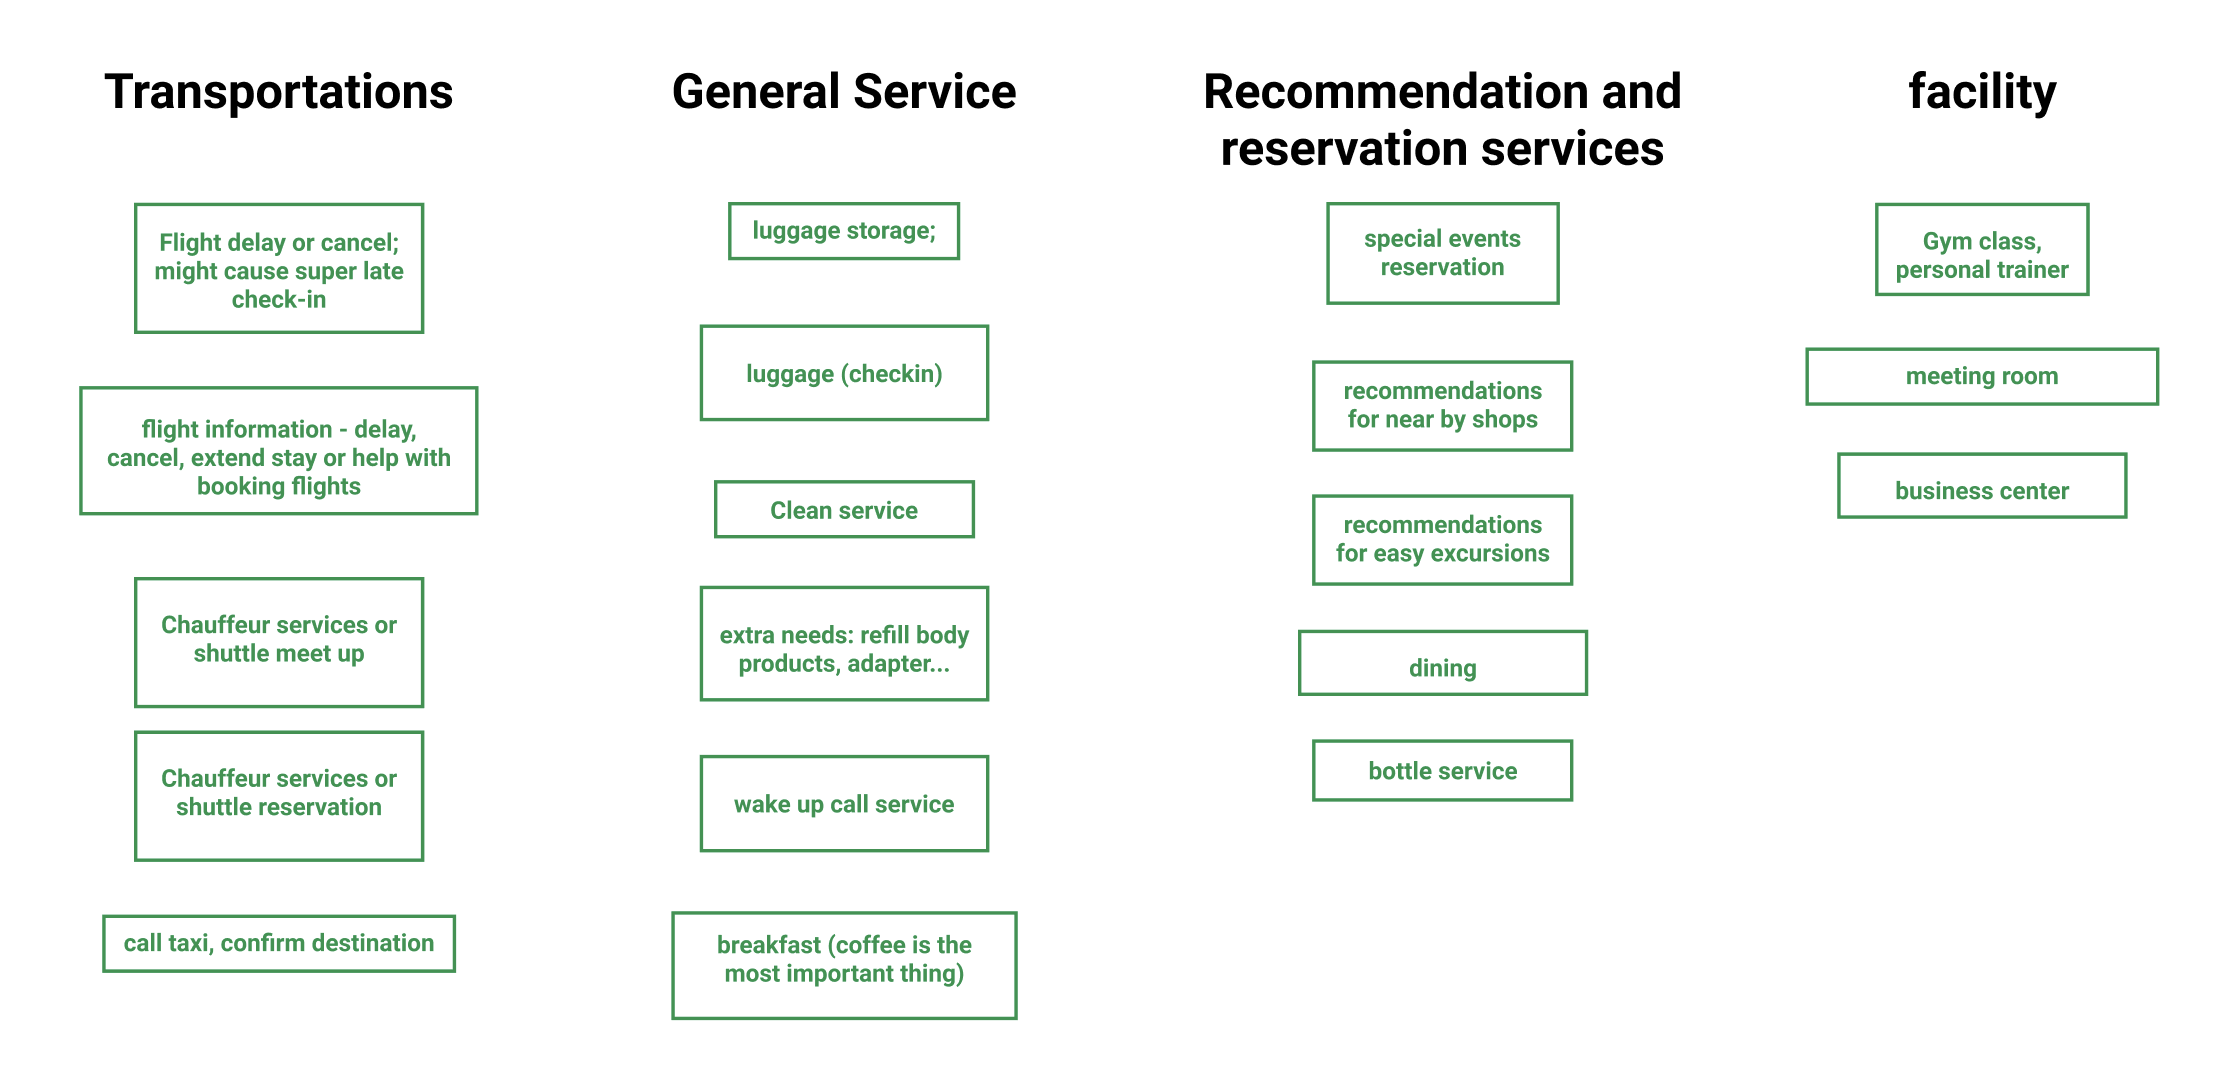 Transportations
Flight delay or cancel;
might cause super late
check-in
flight information - delay,
cancel, extend stay or help with
booking flights
Chauffeur services or
shuttle meet up
Chauffeur services or
shuttle reservation
call taxi, confirm destination
General Service
luggage storage;
luggage (checkin)
Clean service
extra needs: refill body
products, adapter...
wake up call service
breakfast (coffee is the
most important thing)
Recommendation and
reservation services
special events
reservation
recommendations
for near by shops
recommendations
for easy excursions
dining
bottle service
facility
Gym class,
personal trainer
meeting room
business center